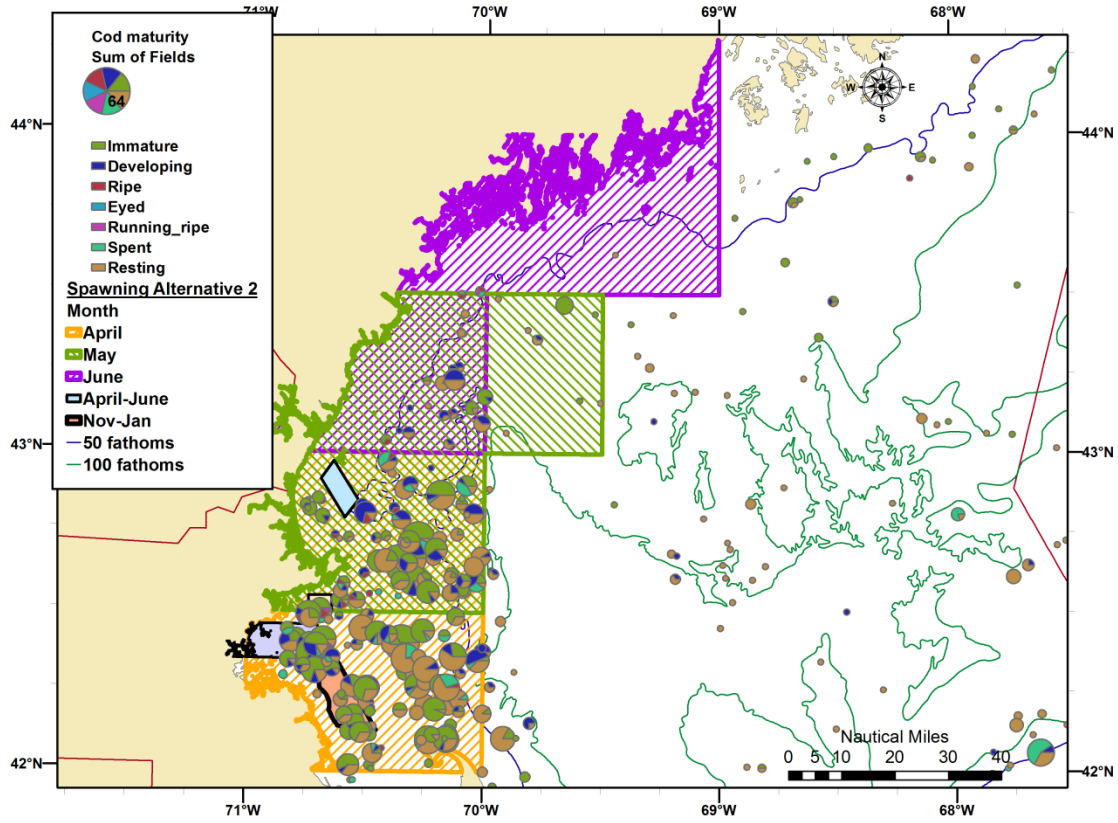 71°W
70°W
69°W
68°W
Cod maturity
Sum of Fields
64
Immature
Developing
Ripe
Eyed
Running_ripe
Spent
Resting
Spawning Alternative 2
Month
April
May
June
April-June
Nov-Jan
50 fathoms
100 fathoms
N
W E
S
44°N
44°N
43°N
43°N
42°N
42°N
Nautical Miles
0 5 10 20 30 40
71°W
70°W
69°W
68°W